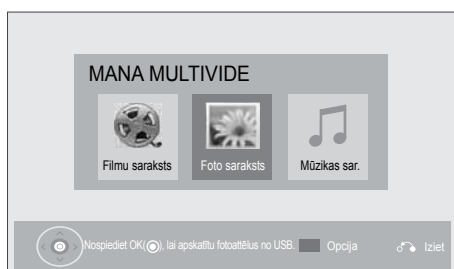 MANA MULTIVIDE
Filmu saraksts
Foto saraksts
Mūzikas sar.
Nospiediet OK(◉), lai apskatītu fotoattēlus no USB. Opcija Iziet